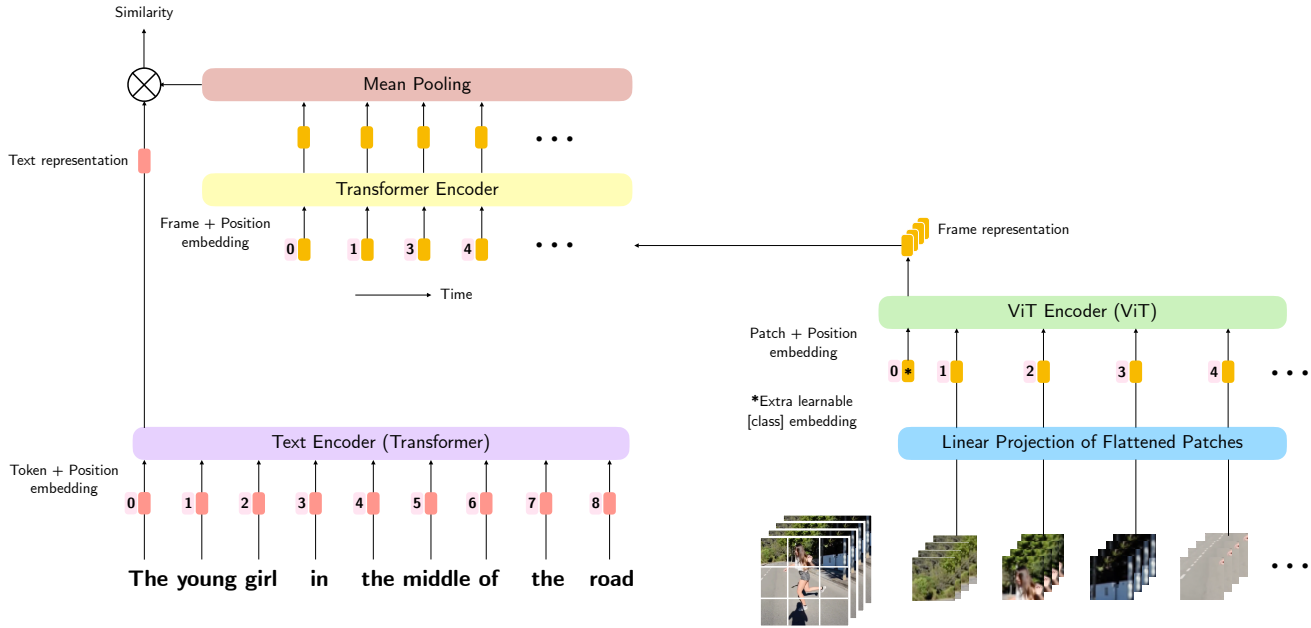 Similarity
Mean Pooling
• • •
Text representation
Transformer Encoder
Frame + Position
embedding
0 1 3 4 • • •
Time
Frame representation
ViT Encoder (ViT)
Patch + Position
embedding
0 * 1 2 3 4 • • •
*Extra learnable
[class] embedding
Linear Projection of Flattened Patches
• • •
Text Encoder (Transformer)
Token + Position
embedding
0 1 2 3 4 5 6 7 8
The young girl in the middle of the road